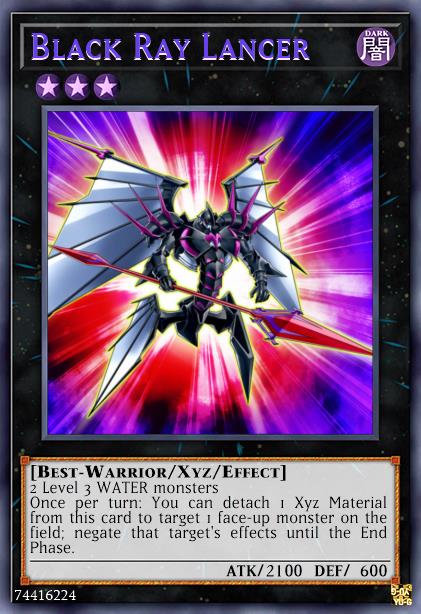 BLACK RAY LANCER
DARK
闇
[BEST-WARRIOR/XYZ/EFFECT]
2 Level 3 WATER monsters
Once per turn: You can detach 1 Xyz Material
from this card to target 1 face-up monster on the
field; negate that target's effects until the End
Phase.
ATK/2100 DEF/ 600
74416224